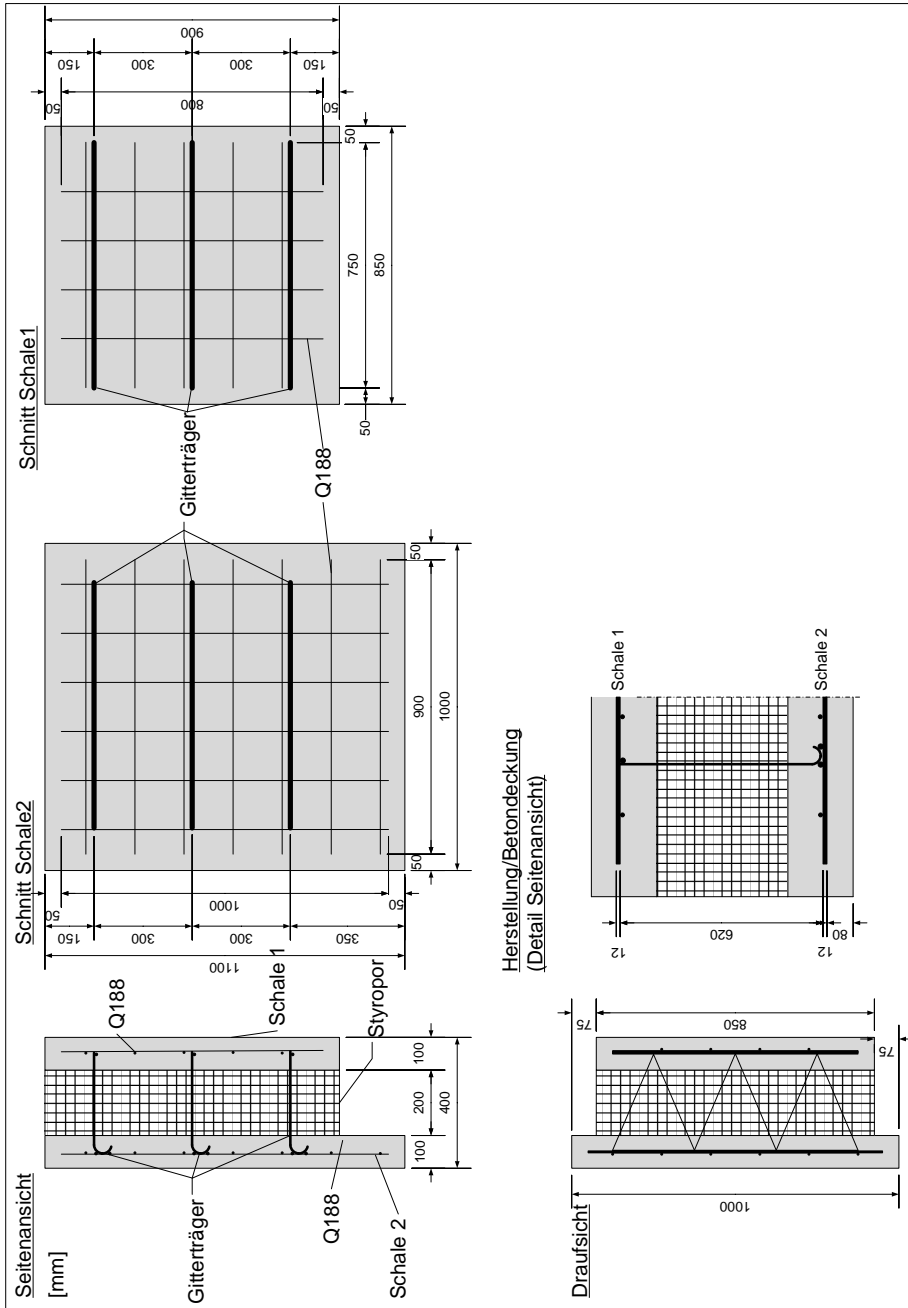 Seitenansicht
[mm]
Gitterträger
Q188
Schale 1
Styropor
Q188
Schale 2
100
200
100
400
Schnitt Schale2
50
1000
50
150
300
300
350
1100
Gitterträger
Q188
50
900
50
1000
Schnitt Schale1
900
150
300
300
150
50
800
50
Gitterträger
Q188
50
750
50
850
Draufsicht
1000
75
850
75
Herstellung/Betondeckung
(Detail Seitenansicht)
Schale 1
Schale 2
12
620
12
80